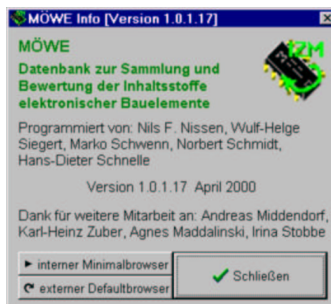 MÖWE Info [Version 1.0.1.17]
MÖWE
IZM
Datenbank zur Sammlung und
Bewertung der Inhaltsstoffe
elektronischer Bauelemente
Programmiert von: Nils F. Nissen, Wulf-Helge
Siegert, Marko Schwenn, Norbert Schmidt,
Hans-Dieter Schnelle
Version 1.0.1.17 April 2000
Dank für weitere Mitarbeit an: Andreas Middendorf,
Karl-Heinz Zuber, Agnes Maddalinski, Irina Stobbe
interner Minimalbrowser
externer Defaultbrowser
Schließen